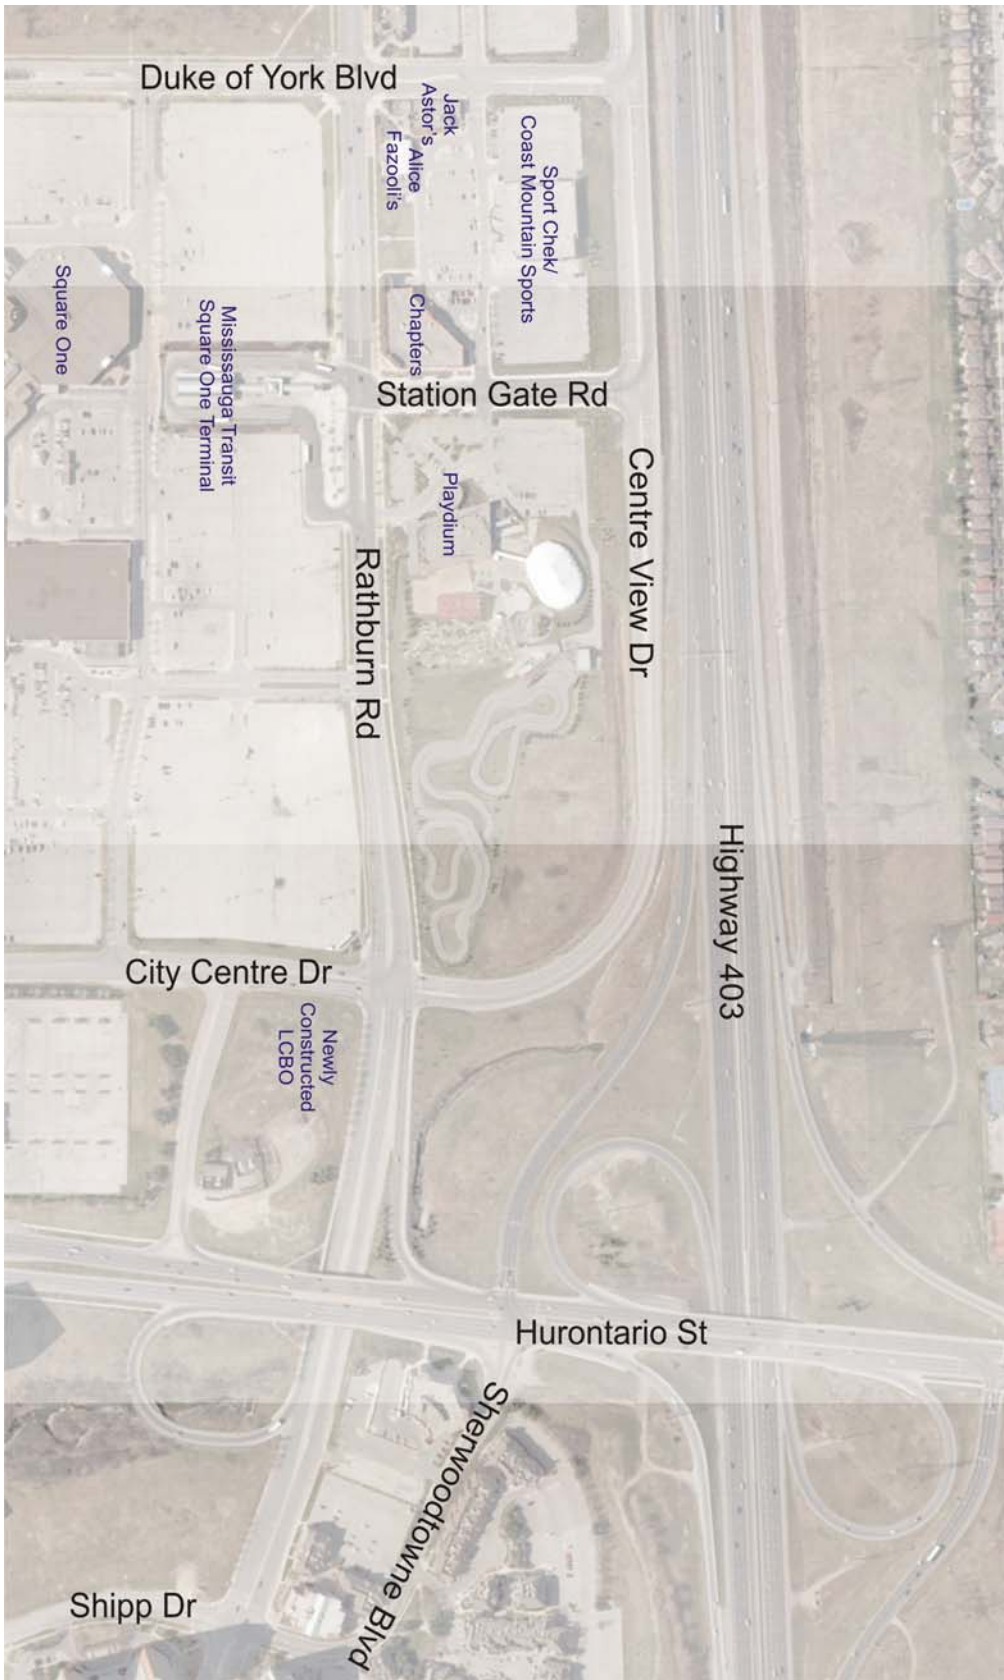 Duke of York Blvd
Jack
Astor's
Alice
Fazooli's
Sport Chek/
Coast Mountain Sports
Square One
Mississauga Transit
Square One Terminal
Chapters
Station Gate Rd
Playdium
Centre View Dr
Rathburn Rd
Highway 403
City Centre Dr
Newly
Constructed
LCBO
Hurontario St
Sherwoodtowne Blvd
Shipp Dr